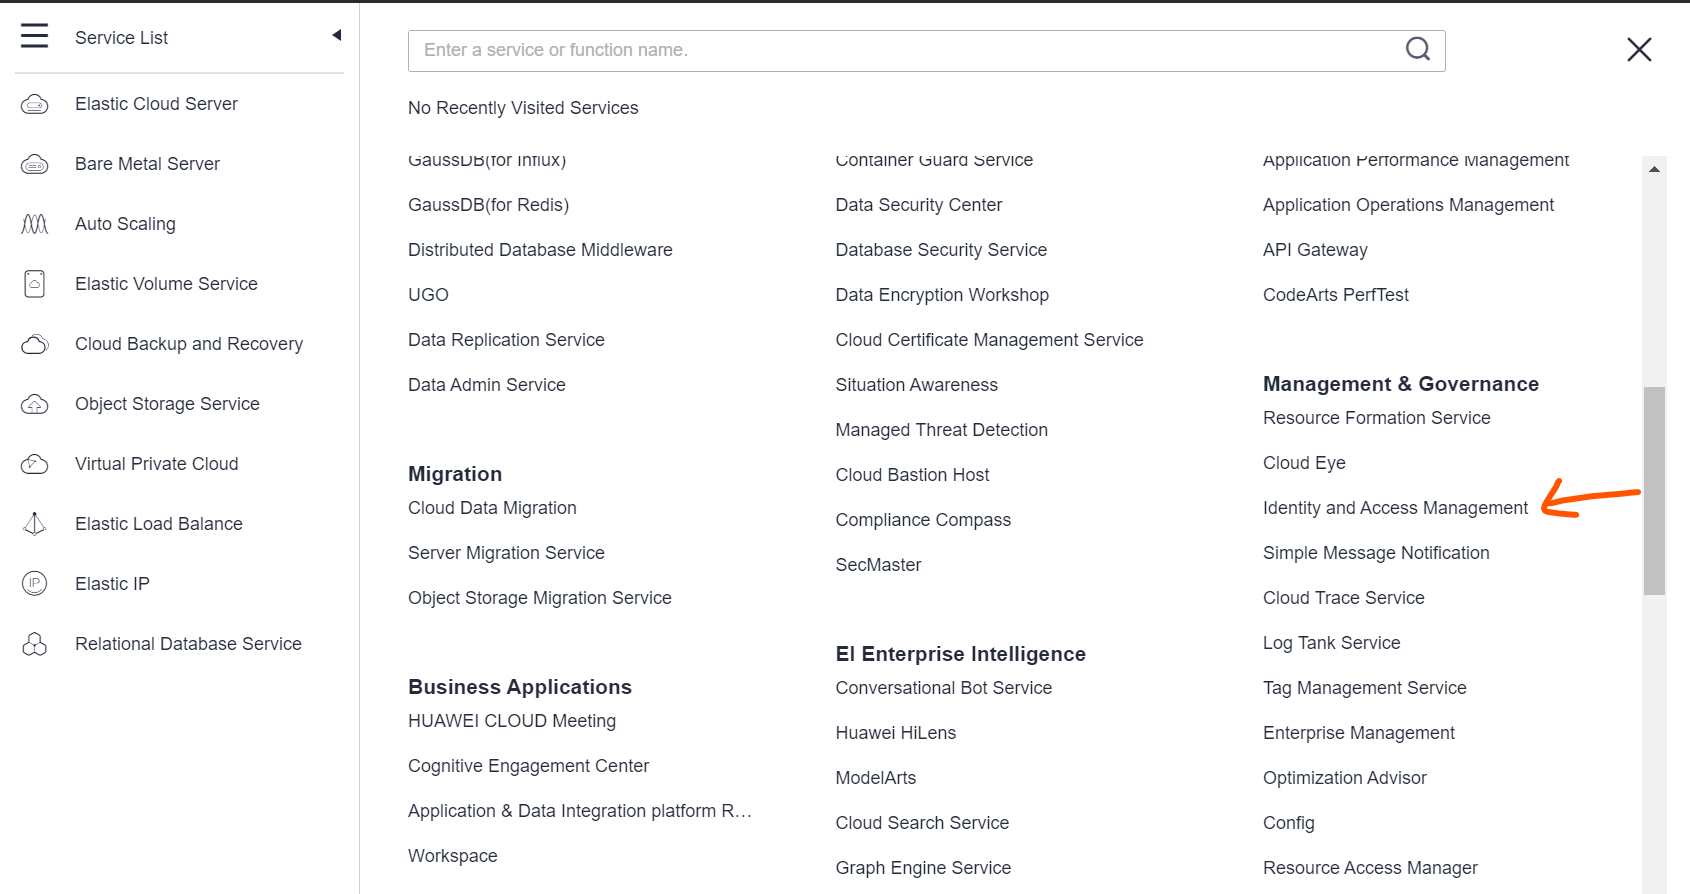 Service List
Elastic Cloud Server
Bare Metal Server
Auto Scaling
Elastic Volume Service
Cloud Backup and Recovery
Object Storage Service
Virtual Private Cloud
Elastic Load Balance
IP
Elastic IP
Relational Database Service
Enter a service or function name.
No Recently Visited Services
GaussDB(for Influx)
GaussDB(for Redis)
Distributed Database Middleware
UGO
Data Replication Service
Data Admin Service
Migration
Cloud Data Migration
Server Migration Service
Object Storage Migration Service
Business Applications
HUAWEI CLOUD Meeting
Cognitive Engagement Center
Application & Data Integration platform R...
Workspace
Container Guard Service
Data Security Center
Database Security Service
Data Encryption Workshop
Cloud Certificate Management Service
Situation Awareness
Managed Threat Detection
Cloud Bastion Host
Compliance Compass
SecMaster
EI Enterprise Intelligence
Conversational Bot Service
Huawei HiLens
ModelArts
Cloud Search Service
Graph Engine Service
Application Performance Management
Application Operations Management
API Gateway
CodeArts PerfTest
Management & Governance
Resource Formation Service
Cloud Eye
Identity and Access Management
Simple Message Notification
Cloud Trace Service
Log Tank Service
Tag Management Service
Enterprise Management
Optimization Advisor
Config
Resource Access Manager